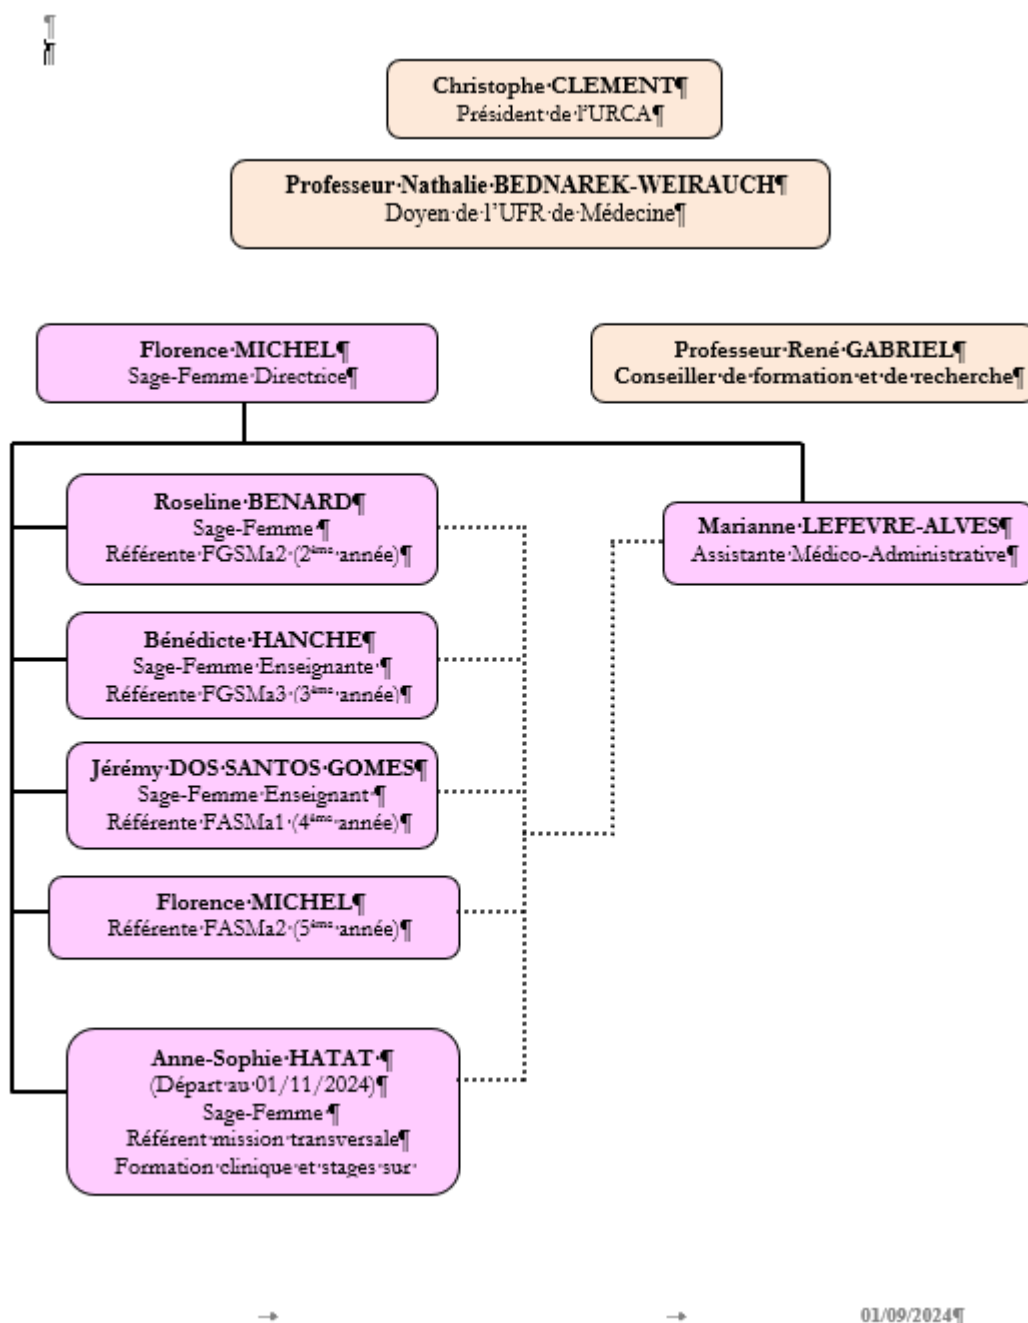 Christophe CLEMENT¶
Président de l'URCA¶
Professeur Nathalie BEDNAREK-WEIRAUCH¶
Doyen de l'UFR de Médecine¶
Florence MICHEL¶
Sage-Femme Directrice¶
Professeur René GABRIEL¶
Conseiller de formation et de recherche¶
Roseline BENARD¶
Sage-Femme ¶
Référente FGSMa2 (2ème année)¶
Marianne LEFEVRE-ALVES¶
Assistante Médico-Administrative¶
Bénédicte HANCHE¶
Sage-Femme Enseignante ¶
Référente FGSMa3 (3ème année)¶
Jérémy DOS SANTOS GOMES¶
Sage-Femme Enseignant ¶
Référente FASMa1 (4ème année)¶
Florence MICHEL¶
Référente FASMa2 (5ème année)¶
Anne-Sophie HATAT ¶
(Départ au 01/11/2024)¶
Sage-Femme ¶
Référent mission transversale¶
Formation clinique et stages sur
01/09/2024¶